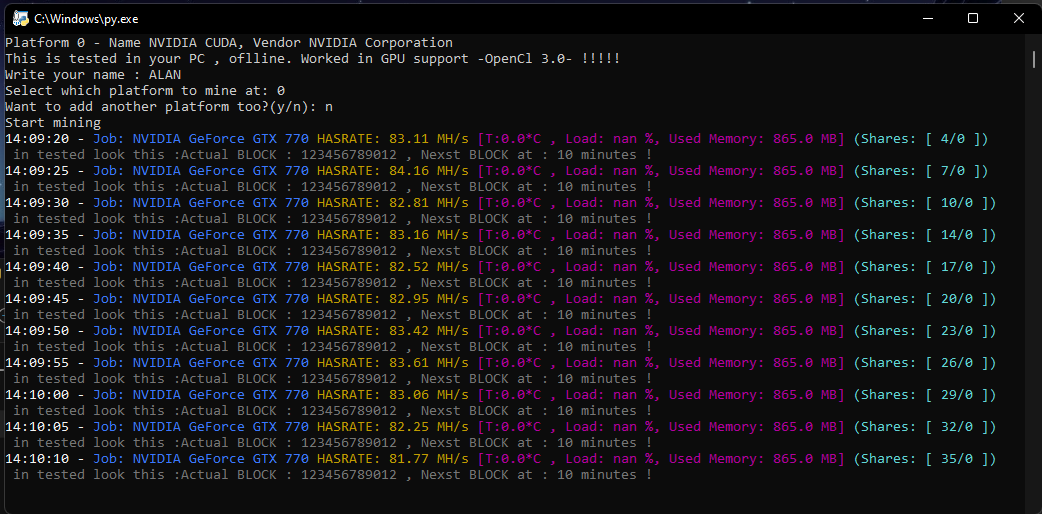 C:\Windows\py.exe
Platform 0 - Name NVIDIA CUDA, Vendor NVIDIA Corporation
This is tested in your PC , oflline. Worked in GPU support -OpenCl 3.0- !!!!!
Write your name : ALAN
Select which platform to mine at: 0
Want to add another platform too?(y/n): n
Start mining
14:09:20 - Job: NVIDIA GeForce GTX 770 HASRATE: 83.11 MH/s [T:0.0*C , Load: nan %, Used Memory: 865.0 MB] (Shares: [ 4/0 ])
in tested look this :Actual BLOCK : 123456789012 , Nexst BLOCK at : 10 minutes !
14:09:25 - Job: NVIDIA GeForce GTX 770 HASRATE: 84.16 MH/s [T:0.0*C , Load: nan %, Used Memory: 865.0 MB] (Shares: [ 7/0 ])
in tested look this :Actual BLOCK : 123456789012 , Nexst BLOCK at : 10 minutes !
14:09:30 - Job: NVIDIA GeForce GTX 770 HASRATE: 82.81 MH/s [T:0.0*C , Load: nan %, Used Memory: 865.0 MB] (Shares: [ 10/0 ])
in tested look this :Actual BLOCK : 123456789012 , Nexst BLOCK at : 10 minutes !
14:09:35 - Job: NVIDIA GeForce GTX 770 HASRATE: 83.16 MH/s [T:0.0*C , Load: nan %, Used Memory: 865.0 MB] (Shares: [ 14/0 ])
in tested look this :Actual BLOCK : 123456789012 , Nexst BLOCK at : 10 minutes !
14:09:40 - Job: NVIDIA GeForce GTX 770 HASRATE: 82.52 MH/s [T:0.0*C , Load: nan %, Used Memory: 865.0 MB] (Shares: [ 17/0 ])
in tested look this :Actual BLOCK : 123456789012 , Nexst BLOCK at : 10 minutes !
14:09:45 - Job: NVIDIA GeForce GTX 770 HASRATE: 82.95 MH/s [T:0.0*C , Load: nan %, Used Memory: 865.0 MB] (Shares: [ 20/0 ])
in tested look this :Actual BLOCK : 123456789012 , Nexst BLOCK at : 10 minutes !
14:09:50 - Job: NVIDIA GeForce GTX 770 HASRATE: 83.42 MH/s [T:0.0*C , Load: nan %, Used Memory: 865.0 MB] (Shares: [ 23/0 ])
in tested look this :Actual BLOCK : 123456789012 , Nexst BLOCK at : 10 minutes !
14:09:55 - Job: NVIDIA GeForce GTX 770 HASRATE: 83.61 MH/s [T:0.0*C , Load: nan %, Used Memory: 865.0 MB] (Shares: [ 26/0 ])
in tested look this :Actual BLOCK : 123456789012 , Nexst BLOCK at : 10 minutes !
14:10:00 - Job: NVIDIA GeForce GTX 770 HASRATE: 83.06 MH/s [T:0.0*C , Load: nan %, Used Memory: 865.0 MB] (Shares: [ 29/0 ])
in tested look this :Actual BLOCK : 123456789012 , Nexst BLOCK at : 10 minutes !
14:10:05 - Job: NVIDIA GeForce GTX 770 HASRATE: 82.25 MH/s [T:0.0*C , Load: nan %, Used Memory: 865.0 MB] (Shares: [ 32/0 ])
in tested look this :Actual BLOCK : 123456789012 , Nexst BLOCK at : 10 minutes !
14:10:10 - Job: NVIDIA GeForce GTX 770 HASRATE: 81.77 MH/s [T:0.0*C , Load: nan %, Used Memory: 865.0 MB] (Shares: [ 35/0 ])
in tested look this :Actual BLOCK : 123456789012 , Nexst BLOCK at : 10 minutes !